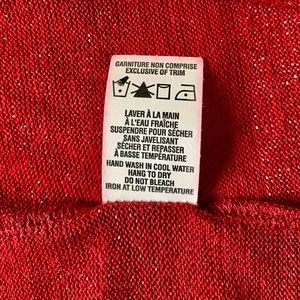 GARNITURE NON COMPRISE
EXCLUSIVE OF TRIM
LAVER À LA MAIN
À L'EAU FRAÎCHE
SUSPENDRE POUR SÉCHER
SANS JAVELISANT
SÉCHER ET REPASSER
À BASSE TEMPÉRATURE
HAND WASH IN COOL WATER
HANG TO DRY
DO NOT BLEACH
IRON AT LOW TEMPERATURE